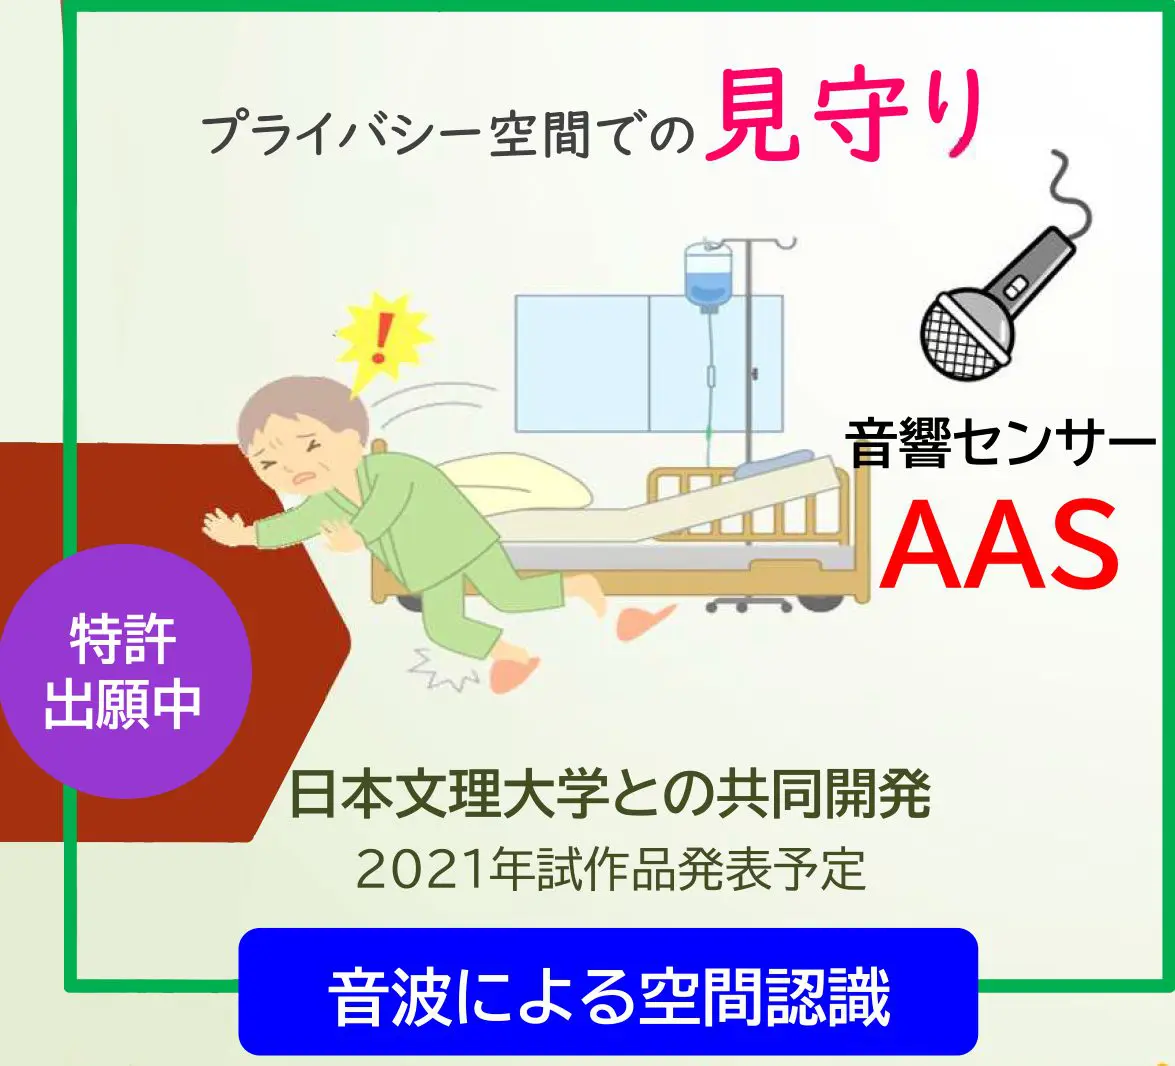 プライバシー空間での見守り
!
音響センサー
AAS
特許
出願中
日本文理大学との共同開発
2021年試作品発表予定
音波による空間認識